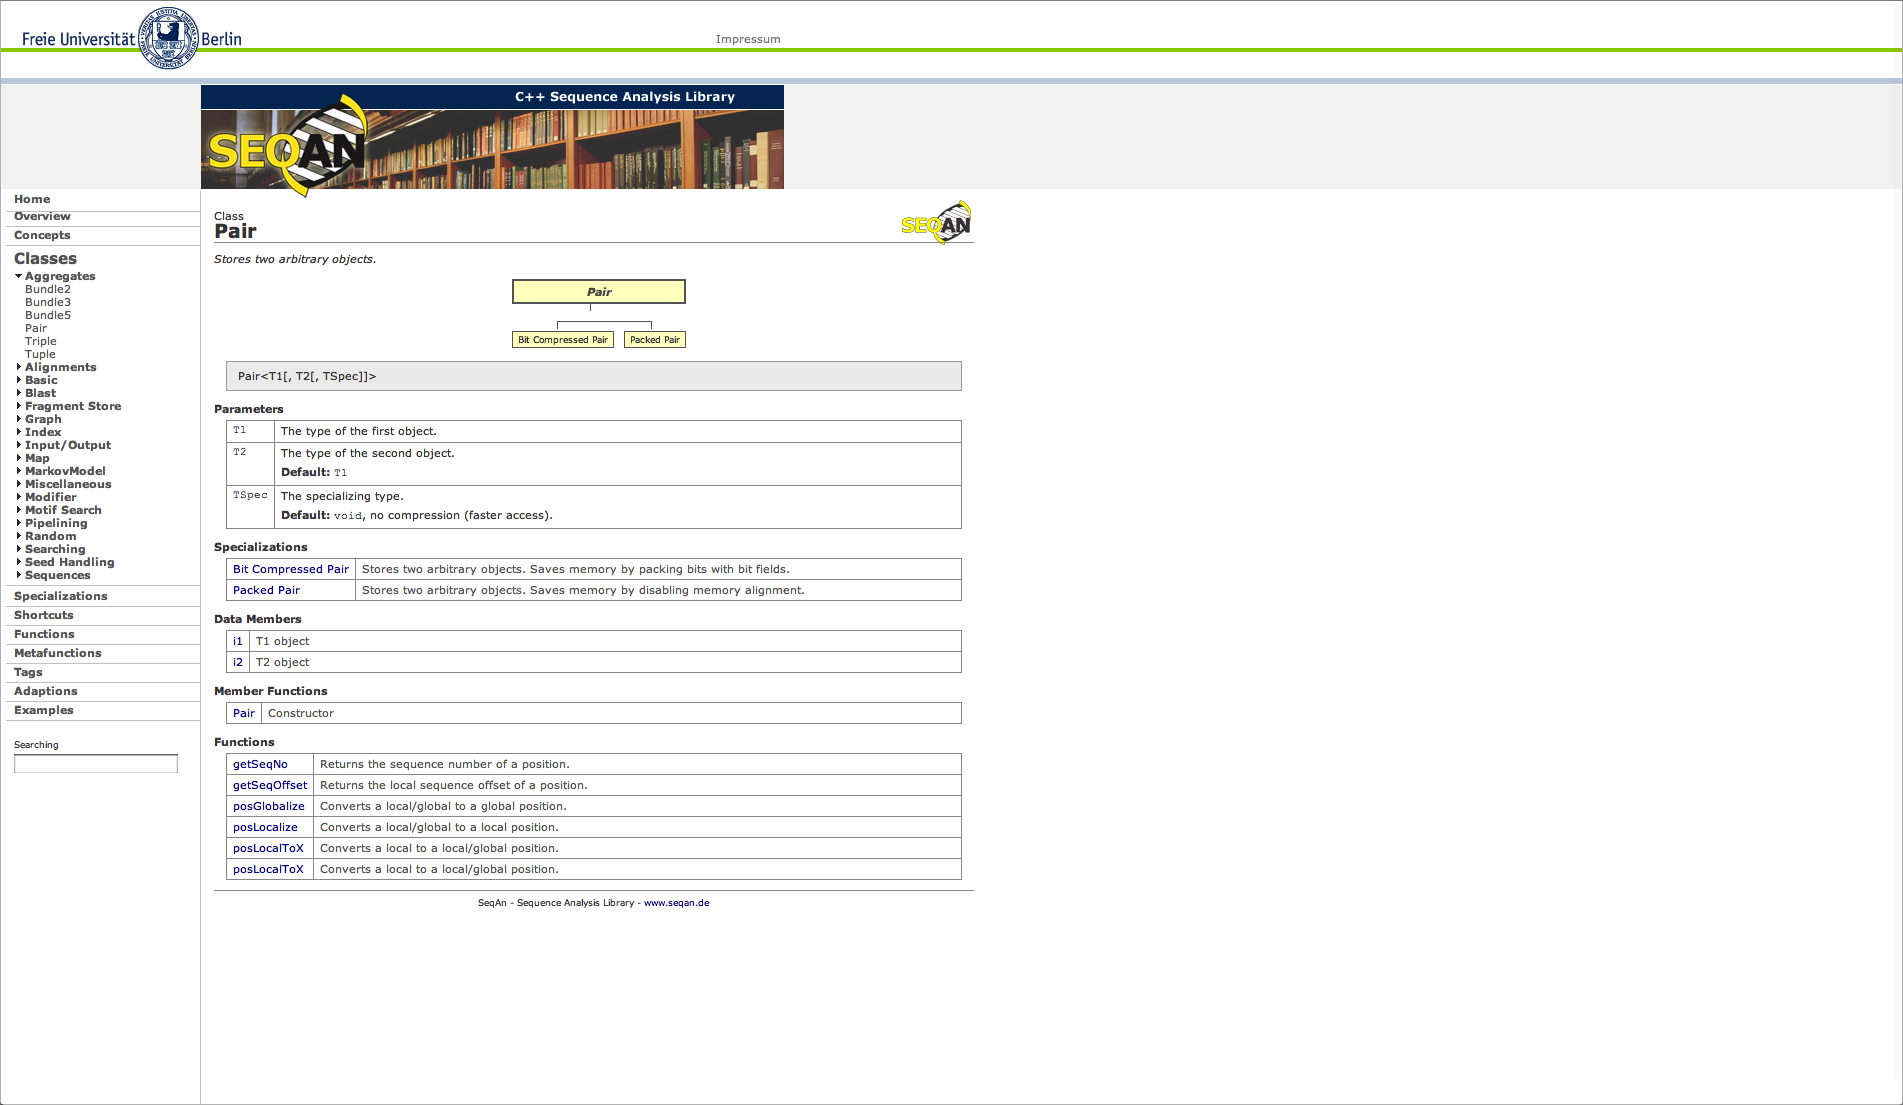 Freie Universität Berlin
Impressum
C++ Sequence Analysis Library
SEQAN
Home
Overview
Concepts
Classes
Aggregates
Bundle2
Bundle3
Bundle5
Pair
Triple
Tuple
Alignments
Basic
Blast
Fragment Store
Graph
Index
Input/Output
Map
MarkovModel
Miscellaneous
Modifier
Motif Search
Pipelining
Random
Searching
Seed Handling
Sequences
Specializations
Shortcuts
Functions
Metafunctions
Tags
Adaptions
Examples
Searching
Class
Pair
SEQAN
Stores two arbitrary objects.
Pair
Bit Compressed Pair Packed Pair
Pair<T1[, T2[, TSpec]]>
Parameters
T1 The type of the first object.
T2 The type of the second object.
Default: T1
TSpec The specializing type.
Default: void, no compression (faster access).
Specializations
Bit Compressed Pair Stores two arbitrary objects. Saves memory by packing bits with bit fields.
Packed Pair Stores two arbitrary objects. Saves memory by disabling memory alignment.
Data Members
i1 T1 object
i2 T2 object
Member Functions
Pair Constructor
Functions
getSeqNo Returns the sequence number of a position.
getSeqOffset Returns the local sequence offset of a position.
posGlobalize Converts a local/global to a global position.
posLocalize Converts a local/global to a local position.
posLocalToX Converts a local to a local/global position.
posLocalToX Converts a local to a local/global position.
SeqAn - Sequence Analysis Library - www.seqan.de